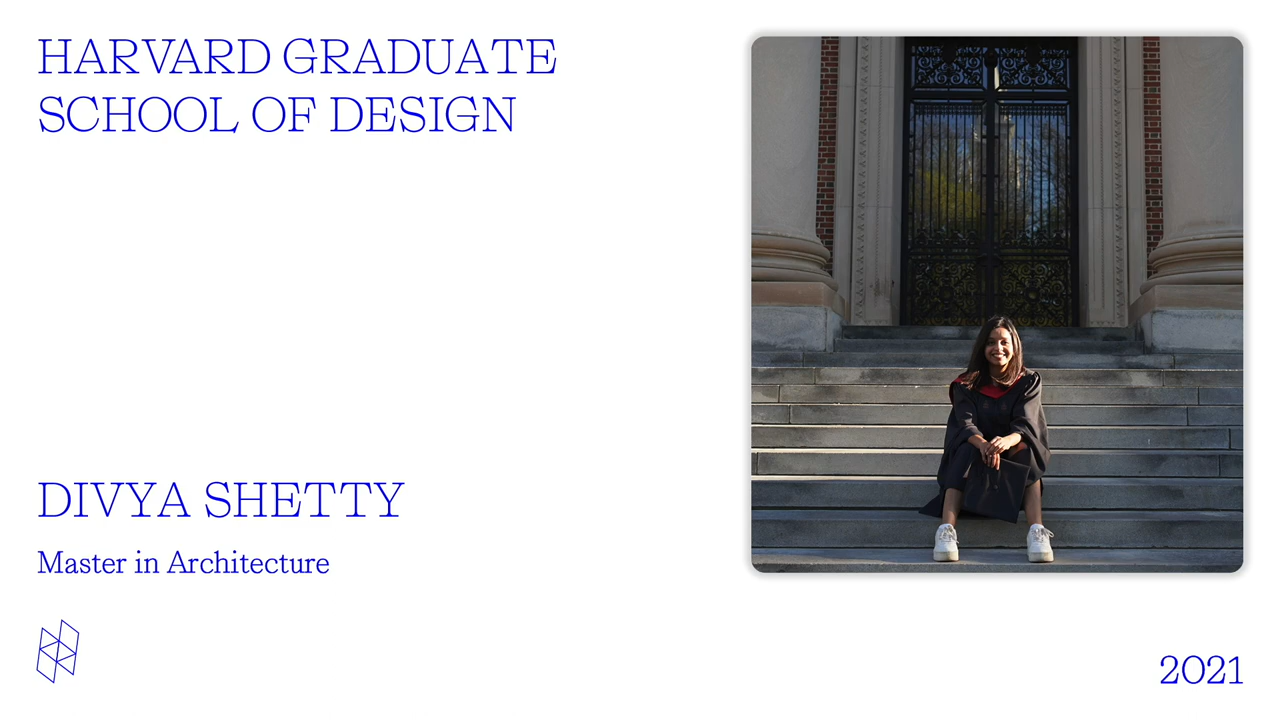 HARVARD GRADUATE
SCHOOL OF DESIGN
DIVYA SHETTY
Master in Architecture
2021